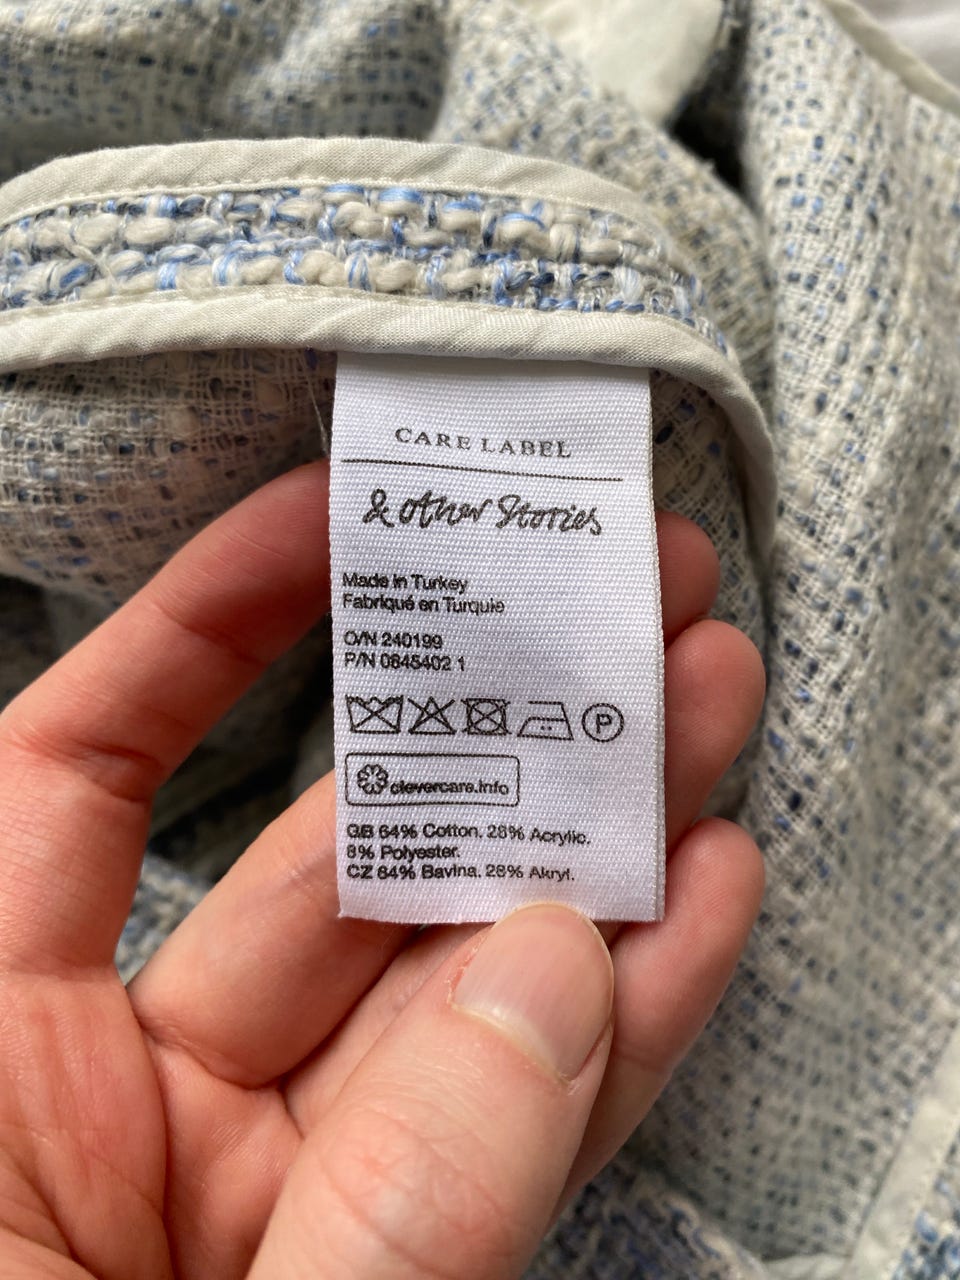 CARE LABEL
& other Stories
Made in Turkey
Fabriqué en Turquie
O/N 240199
P/N 0845402 1
P
clevercare.info
GB 64% Cotton. 28% Acrylic.
8% Polyester.
CZ 64% Bavlna. 28% Akryl.